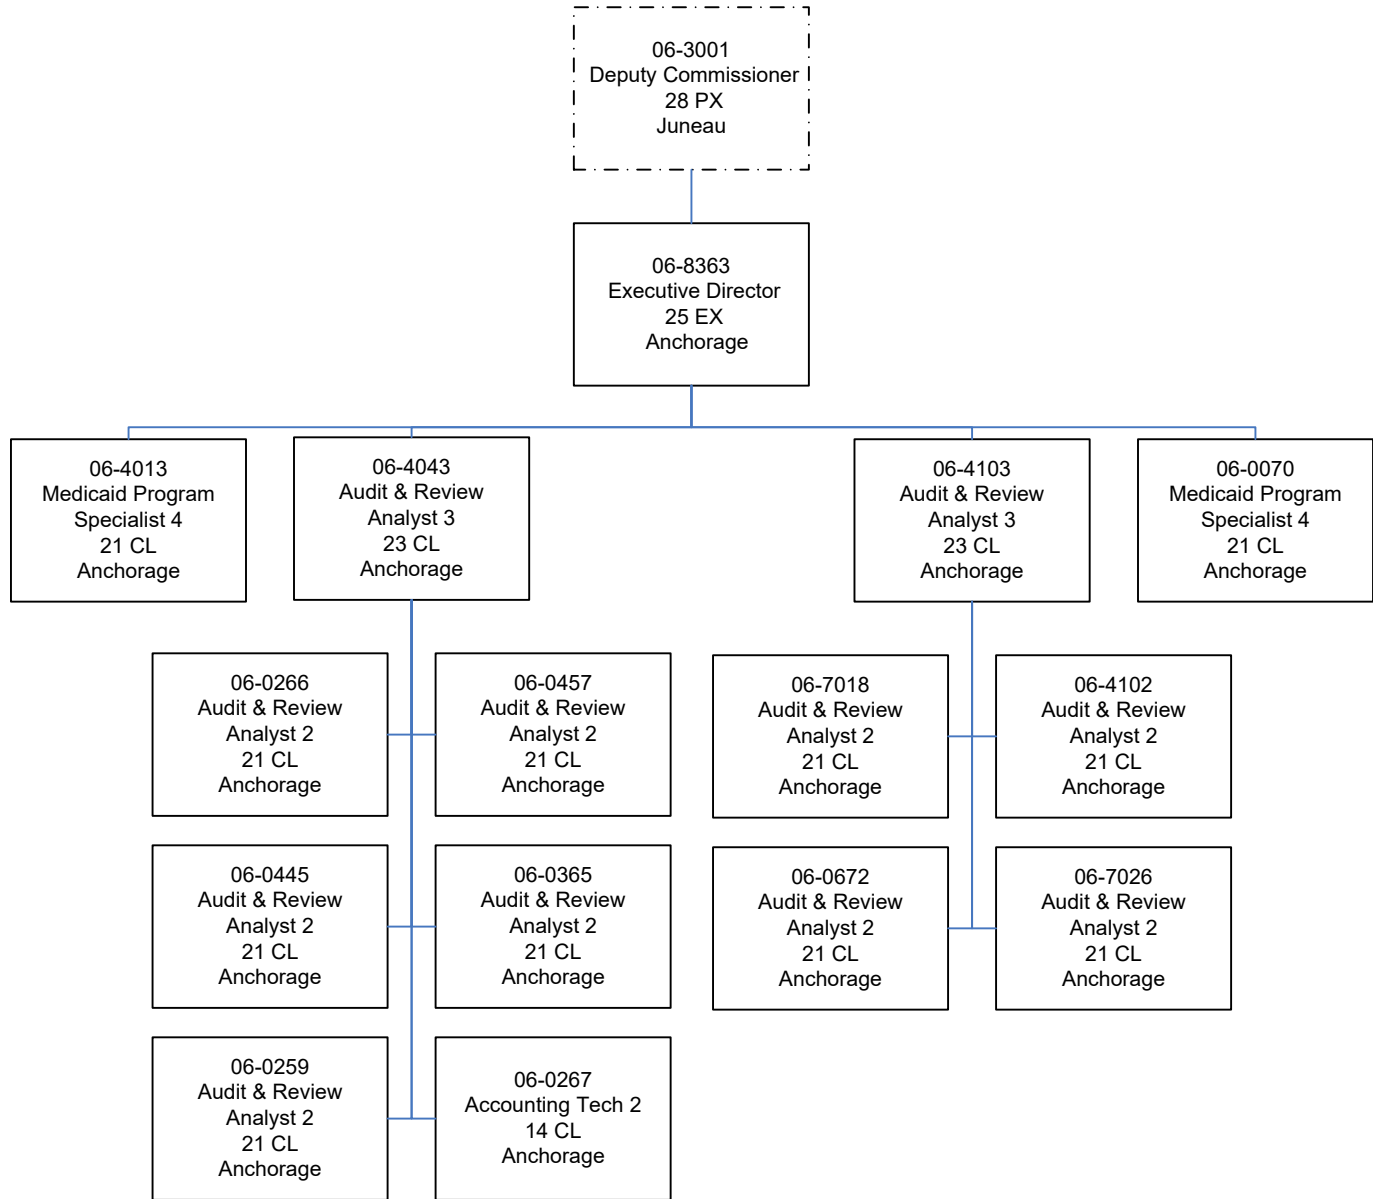 06-3001
Deputy Commissioner
28 PX
Juneau
06-8363
Executive Director
25 EX
Anchorage
06-4013
Medicaid Program
Specialist 4
21 CL
Anchorage
06-4043
Audit & Review
Analyst 3
23 CL
Anchorage
06-4103
Audit & Review
Analyst 3
23 CL
Anchorage
06-0070
Medicaid Program
Specialist 4
21 CL
Anchorage
06-0266
Audit & Review
Analyst 2
21 CL
Anchorage
06-0457
Audit & Review
Analyst 2
21 CL
Anchorage
06-7018
Audit & Review
Analyst 2
21 CL
Anchorage
06-4102
Audit & Review
Analyst 2
21 CL
Anchorage
06-0445
Audit & Review
Analyst 2
21 CL
Anchorage
06-0365
Audit & Review
Analyst 2
21 CL
Anchorage
06-0672
Audit & Review
Analyst 2
21 CL
Anchorage
06-7026
Audit & Review
Analyst 2
21 CL
Anchorage
06-0259
Audit & Review
Analyst 2
21 CL
Anchorage
06-0267
Accounting Tech 2
14 CL
Anchorage